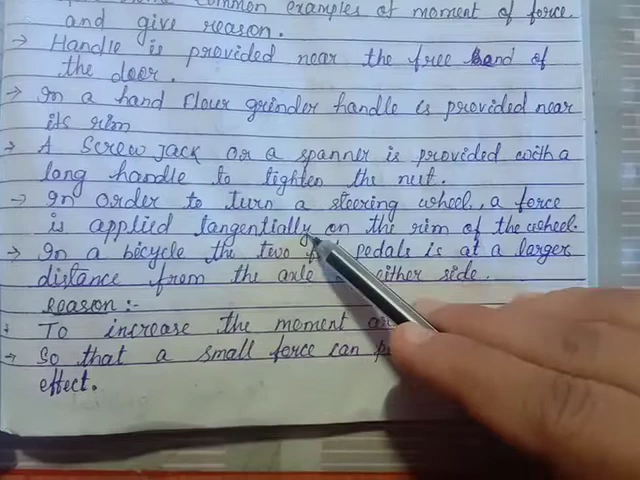 common examples of moment of force.
and give reason.
→ Handle is provided near the free end of
the door.
→ In a hand flour grinder handle is provided near
its rim
→ A screw jack or a spanner is provided with a
long handle to tighten the nut.
→ In order to turn a steering wheel, a force
is applied tangentially on the rim of the wheel.
→ In a bicycle the two pedals is at a larger
distance from the axle either side.
Reason:-
→ To increase the moment
→ So that a small force can
effect.